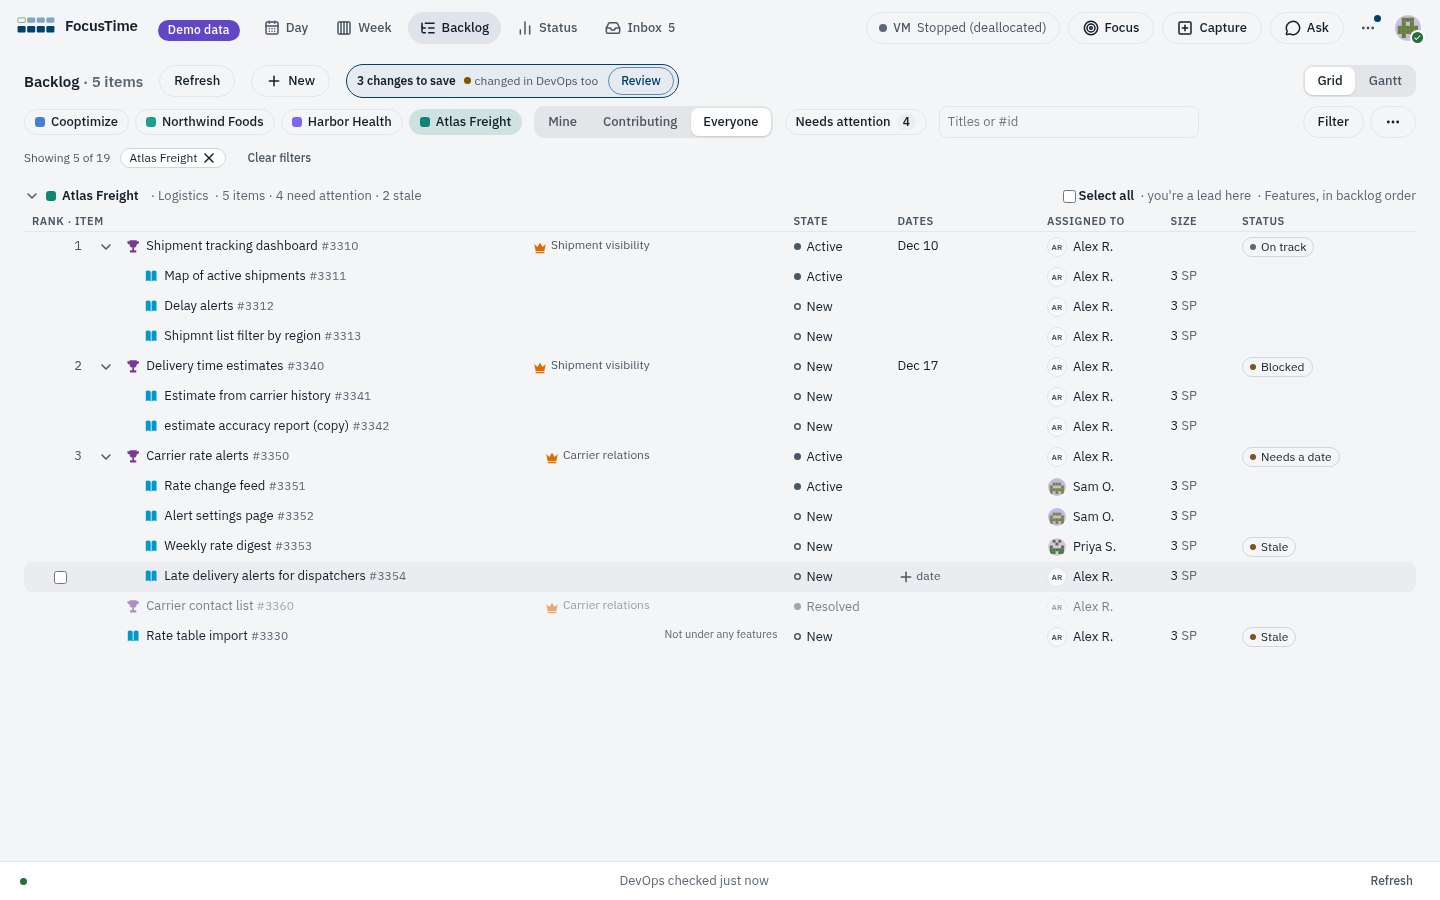 FocusTime
Demo data
Day
Week
Backlog
Status
Inbox 5
VM Stopped (deallocated)
Focus
Capture
Ask
Backlog · 5 items
Refresh
New
3 changes to save
changed in DevOps too
Review
Grid
Gantt
Cooptimize
Northwind Foods
Harbor Health
Atlas Freight
Mine
Contributing
Everyone
Needs attention 4
Titles or #id
Filter
Showing 5 of 19
Atlas Freight
Clear filters
Atlas Freight · Logistics · 5 items · 4 need attention · 2 stale
Select all · you're a lead here · Features, in backlog order
RANK · ITEM STATE DATES ASSIGNED TO SIZE STATUS
1 Shipment tracking dashboard #3310 Shipment visibility Active Dec 10 AR Alex R. On track
Map of active shipments #3311 Active AR Alex R. 3 SP
Delay alerts #3312 New AR Alex R. 3 SP
Shipmnt list filter by region #3313 New AR Alex R. 3 SP
2 Delivery time estimates #3340 Shipment visibility New Dec 17 AR Alex R. Blocked
Estimate from carrier history #3341 New AR Alex R. 3 SP
estimate accuracy report (copy) #3342 New AR Alex R. 3 SP
3 Carrier rate alerts #3350 Carrier relations Active AR Alex R. Needs a date
Rate change feed #3351 Active Sam O. 3 SP
Alert settings page #3352 New Sam O. 3 SP
Weekly rate digest #3353 New Priya S. 3 SP Stale
Late delivery alerts for dispatchers #3354 New + date AR Alex R. 3 SP
Carrier contact list #3360 Carrier relations Resolved AR Alex R.
Rate table import #3330 Not under any features New AR Alex R. 3 SP Stale
DevOps checked just now
Refresh